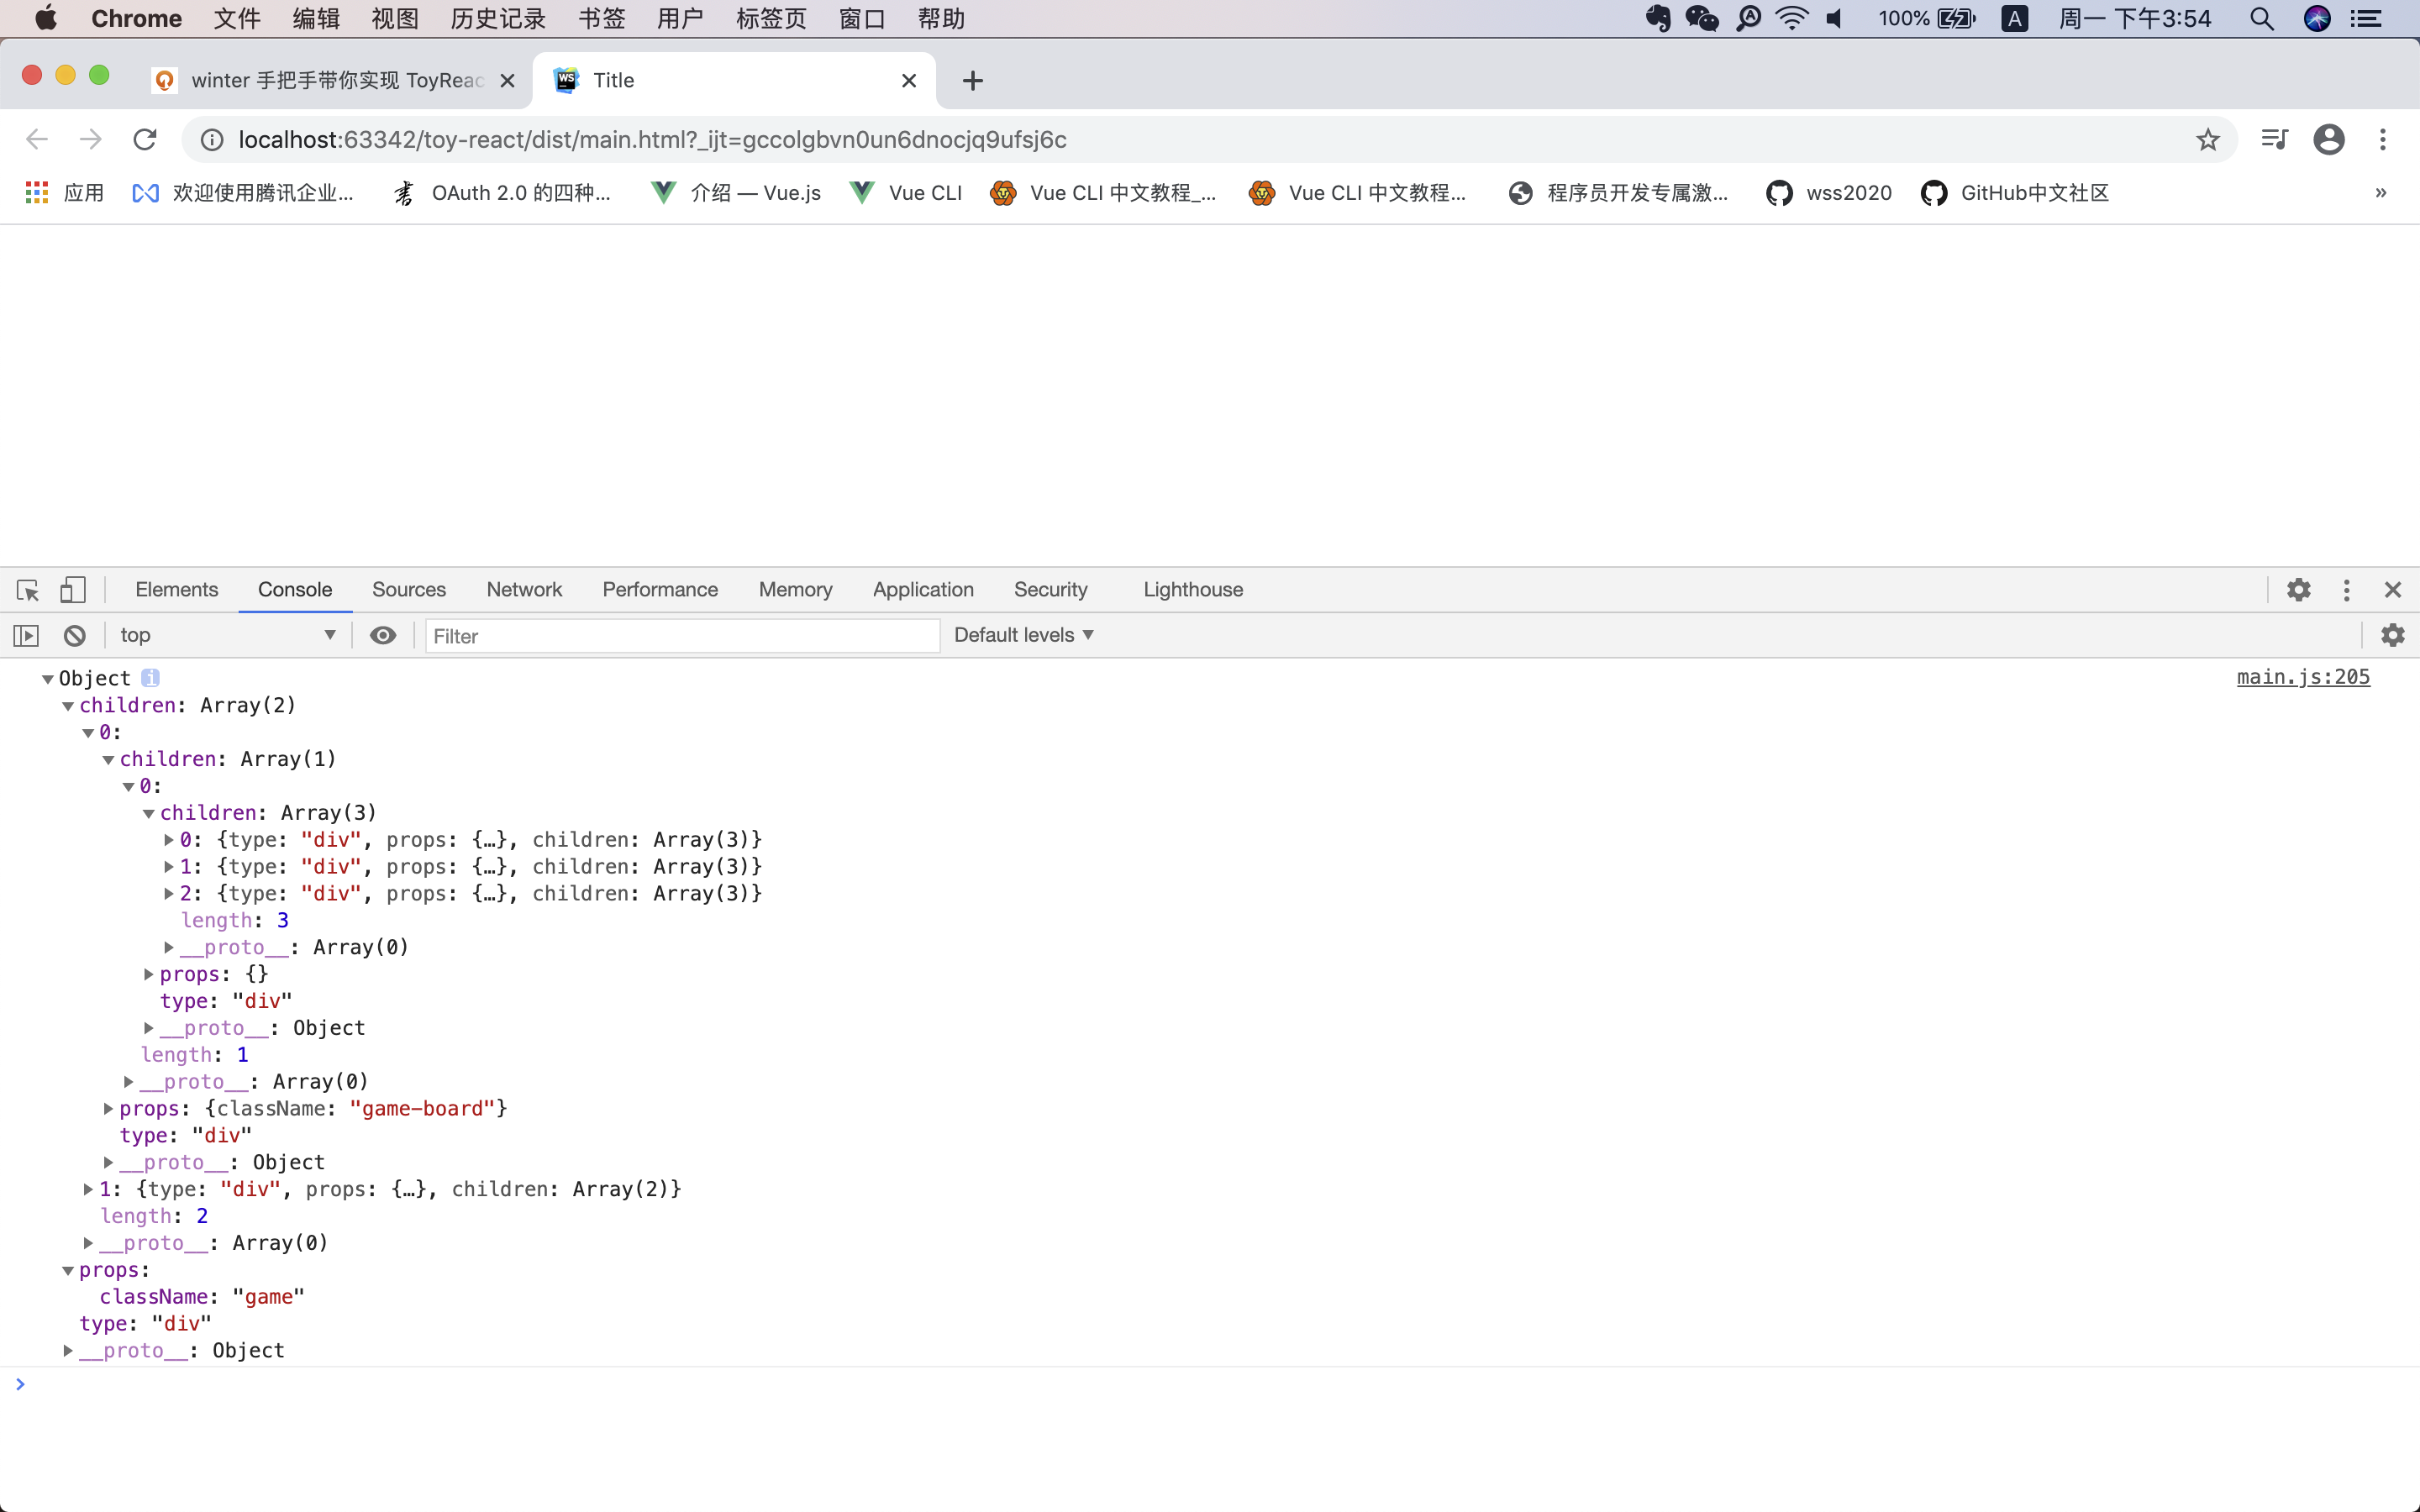 Chrome 文件 编辑 视图 历史记录 书签 用户 标签页 窗口 帮助 100% A 周一 下午3:54
winter 手把手带你实现 ToyReac Title
localhost:63342/toy-react/dist/main.html?_ijt=gccolgbvn0un6dnocjq9ufsj6c
应用 欢迎使用腾讯企业... OAuth 2.0 的四种... 介绍 — Vue.js Vue CLI Vue CLI 中文教程_... Vue CLI 中文教程... 程序员开发专属激... wss2020 GitHub中文社区 »
Elements Console Sources Network Performance Memory Application Security Lighthouse
top Filter Default levels
Object i main.js:205
children: Array(2)
0:
children: Array(1)
0:
children: Array(3)
0: {type: "div", props: {…}, children: Array(3)}
1: {type: "div", props: {…}, children: Array(3)}
2: {type: "div", props: {…}, children: Array(3)}
length: 3
__proto__: Array(0)
props: {}
type: "div"
__proto__: Object
length: 1
__proto__: Array(0)
props: {className: "game-board"}
type: "div"
__proto__: Object
1: {type: "div", props: {…}, children: Array(2)}
length: 2
__proto__: Array(0)
props:
className: "game"
type: "div"
__proto__: Object